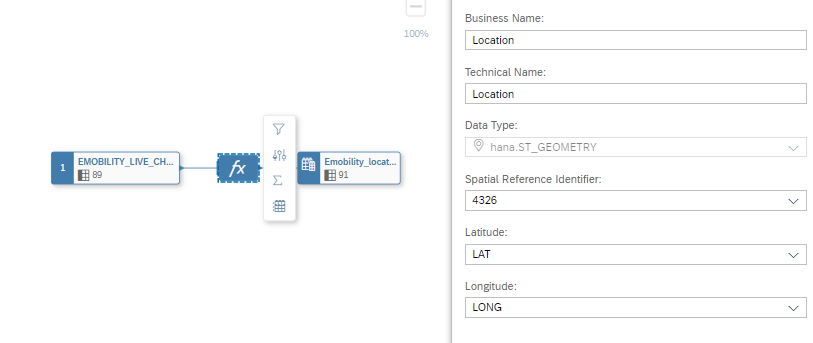 100%
1
EMOBILITY_LIVE_CH...
89
fx
Emobility_locat...
91
Business Name:
Location
Technical Name:
Location
Data Type:
hana.ST_GEOMETRY
Spatial Reference Identifier:
4326
Latitude:
LAT
Longitude:
LONG